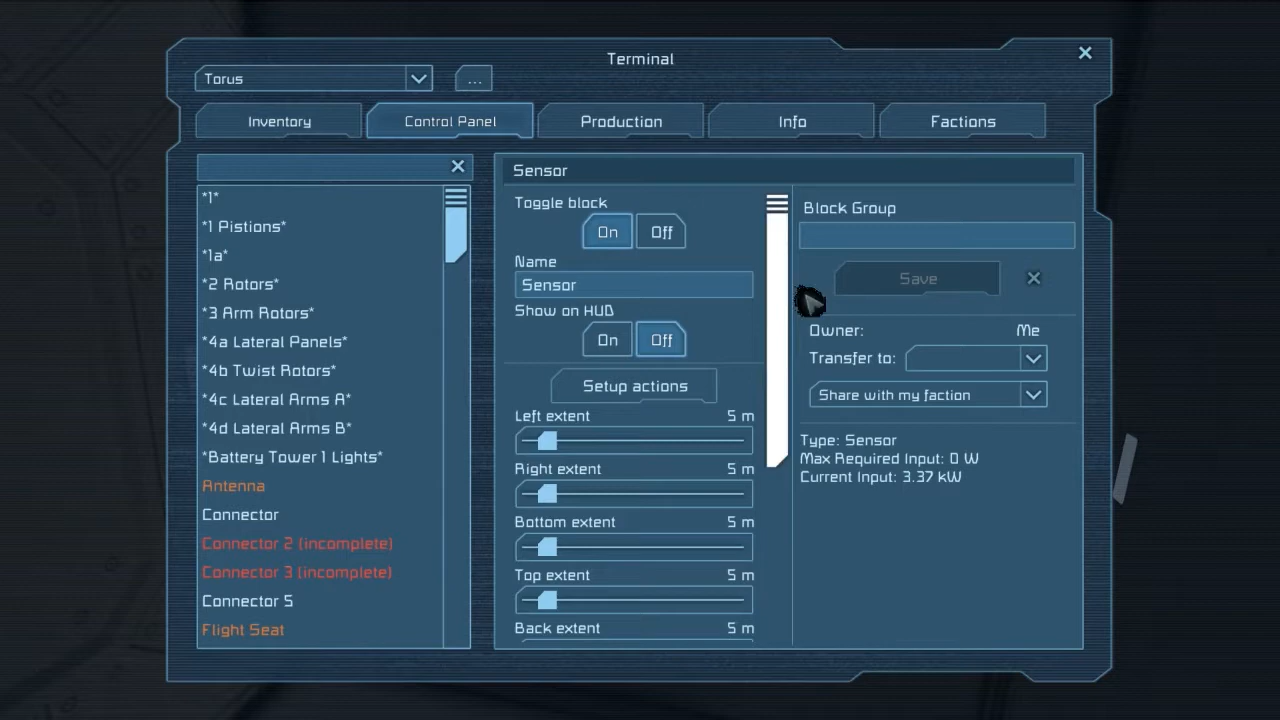 Terminal
Torus
...
Inventory
Control Panel
Production
Info
Factions
*1*
*1 Pistions*
*1a*
*2 Rotors*
*3 Arm Rotors*
*4a Lateral Panels*
*4b Twist Rotors*
*4c Lateral Arms A*
*4d Lateral Arms B*
*Battery Tower 1 Lights*
Antenna
Connector
Connector 2 (incomplete)
Connector 3 (incomplete)
Connector 5
Flight Seat
Sensor
Toggle block
On Off
Name
Sensor
Show on HUD
On Off
Setup actions
Left extent 5 m
Right extent 5 m
Bottom extent 5 m
Top extent 5 m
Back extent 5 m
Block Group
Save
Owner: Me
Transfer to:
Share with my faction
Type: Sensor
Max Required Input: 0 W
Current Input: 3.37 kW